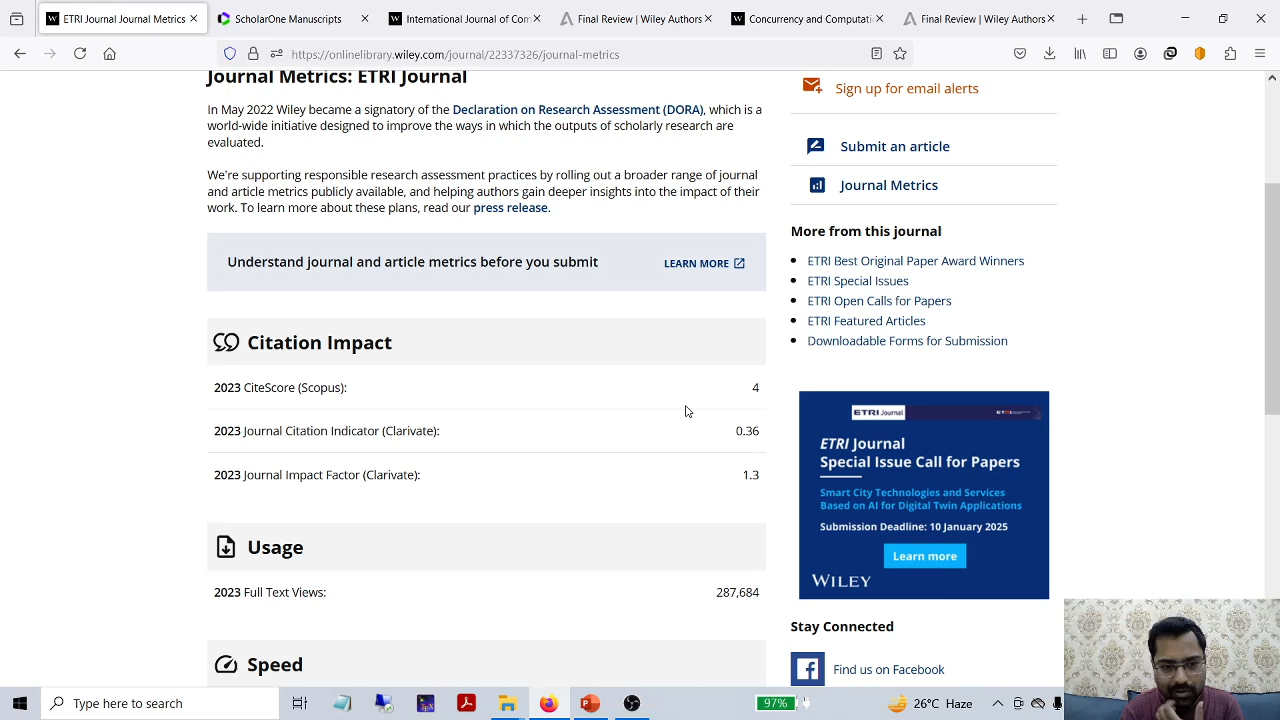 ETRI Journal Journal Metrics
ScholarOne Manuscripts
International Journal of Com
Final Review | Wiley Authors
Concurrency and Computati
Final Review | Wiley Authors
https://onlinelibrary.wiley.com/journal/22337326/journal-metrics
Journal Metrics: ETRI Journal
In May 2022 Wiley became a signatory of the Declaration on Research Assessment (DORA), which is a
world-wide initiative designed to improve the ways in which the outputs of scholarly research are
evaluated.
We're supporting responsible research assessment practices by rolling out a broader range of journal
and article metrics publicly available, and helping authors gain deeper insights into the impact of their
work. To learn more about these plans, read our press release.
Understand journal and article metrics before you submit
LEARN MORE
Citation Impact
2023 CiteScore (Scopus):
4
2023 Journal Citation Indicator (Clarivate):
0.36
2023 Journal Impact Factor (Clarivate):
1.3
Usage
2023 Full Text Views:
287,684
Speed
Sign up for email alerts
Submit an article
Journal Metrics
More from this journal
ETRI Best Original Paper Award Winners
ETRI Special Issues
ETRI Open Calls for Papers
ETRI Featured Articles
Downloadable Forms for Submission
ETRI Journal
ETRI Journal
Special Issue Call for Papers
Smart City Technologies and Services
Based on AI for Digital Twin Applications
Submission Deadline: 10 January 2025
Learn more
WILEY
Stay Connected
Find us on Facebook
Type here to search
97%
26°C Haze